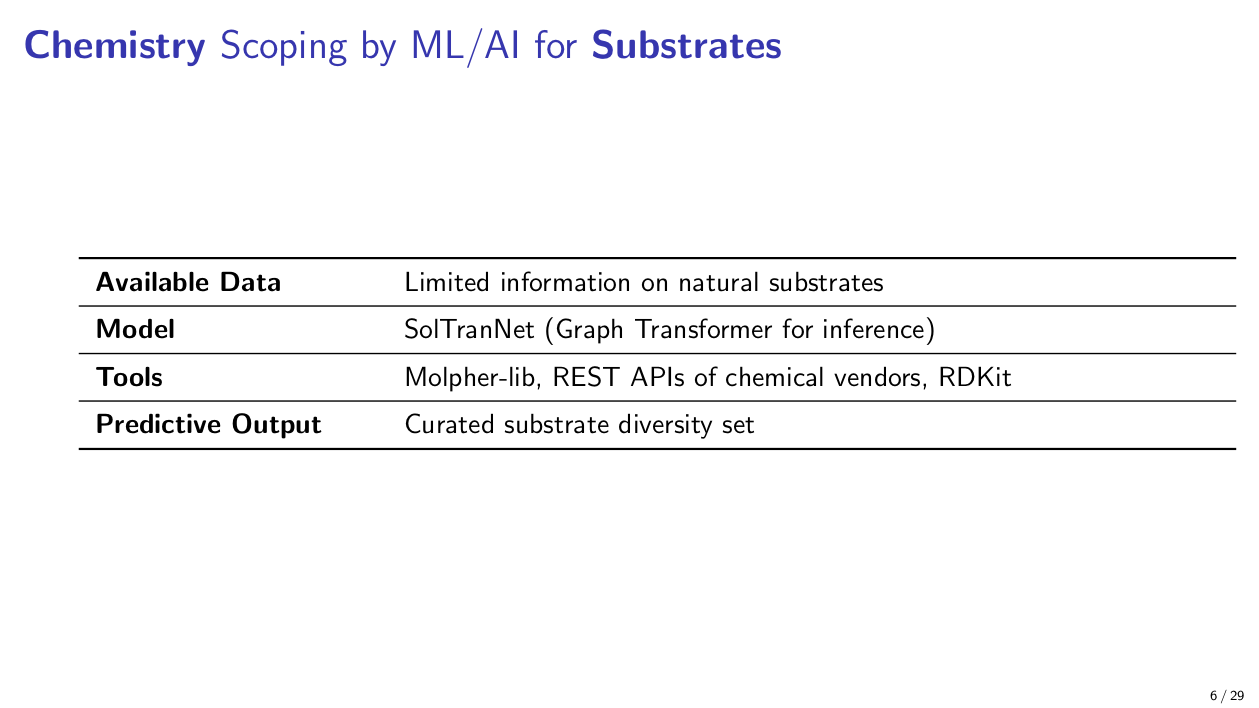 Chemistry Scoping by ML/AI for Substrates
Available Data Limited information on natural substrates
Model SolTranNet (Graph Transformer for inference)
Tools Molpher-lib, REST APIs of chemical vendors, RDKit
Predictive Output Curated substrate diversity set
6 / 29